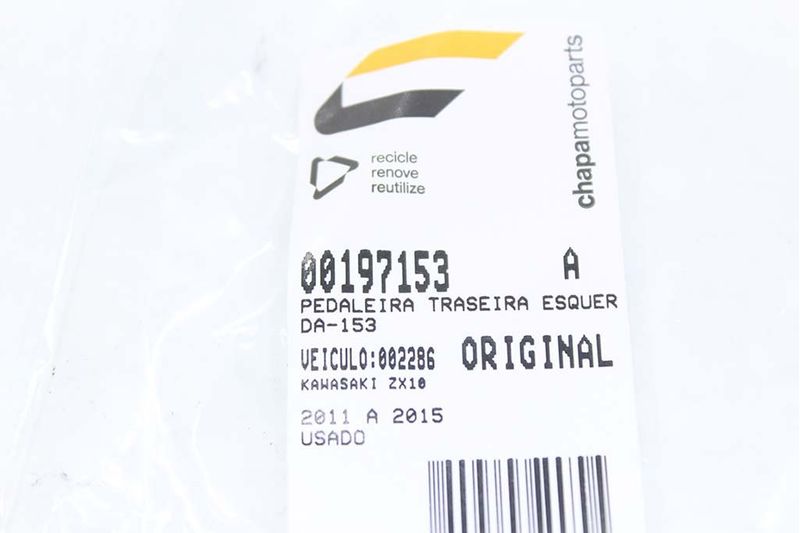 chapamotoparts
recicle
renove
reutilize
00197153 A
PEDALEIRA TRASEIRA ESQUER
DA-153
VEICULO:002286 ORIGINAL
KAWASAKI ZX10
2011 A 2015
USADO